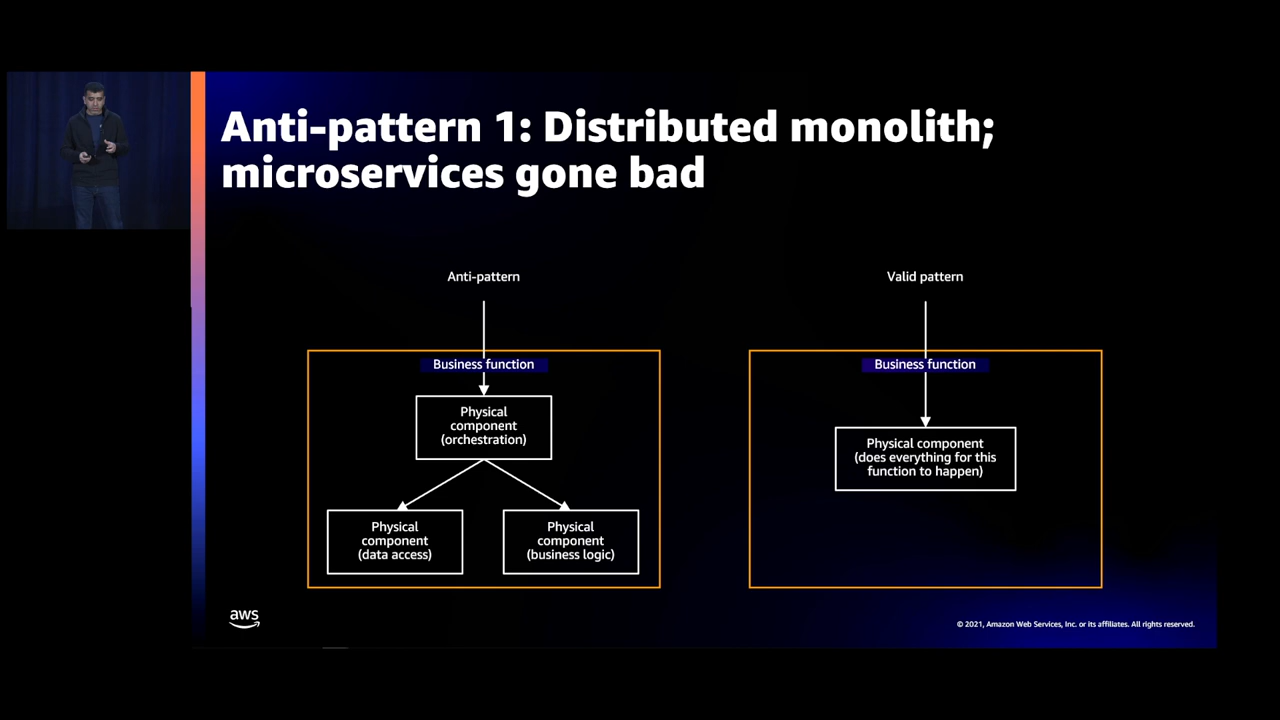 Anti-pattern 1: Distributed monolith;
microservices gone bad
Anti-pattern
Business function
Physical
component
(orchestration)
Physical
component
(data access)
Physical
component
(business logic)
Valid pattern
Business function
Physical component
(does everything for this
function to happen)
aws
© 2021, Amazon Web Services, Inc. or its affiliates. All rights reserved.